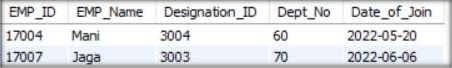 EMP_ID EMP_Name Designation_ID Dept_No Date_of_Join
17004 Mani 3004 60 2022-05-20
17007 Jaga 3003 70 2022-06-06